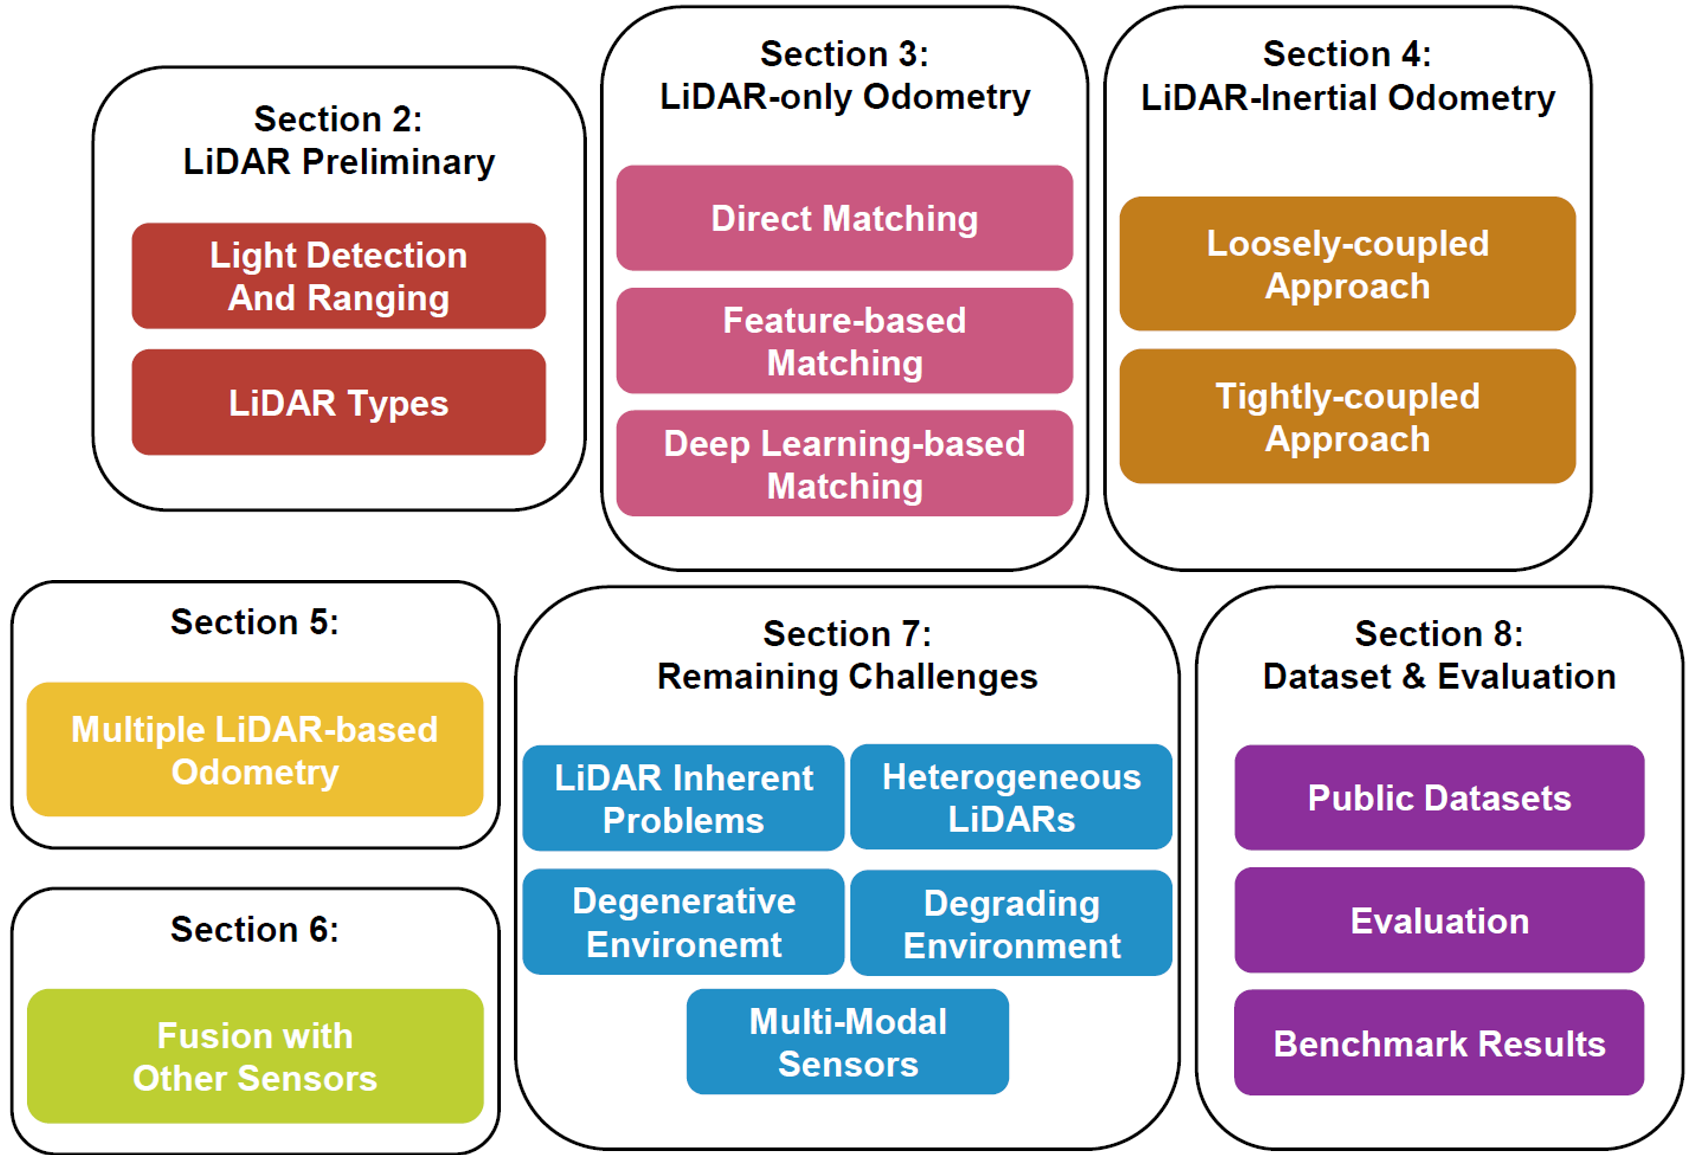 Section 2:
LiDAR Preliminary
Light Detection
And Ranging
LiDAR Types
Section 3:
LiDAR-only Odometry
Direct Matching
Feature-based
Matching
Deep Learning-based
Matching
Section 4:
LiDAR-Inertial Odometry
Loosely-coupled
Approach
Tightly-coupled
Approach
Section 5:
Multiple LiDAR-based
Odometry
Section 6:
Fusion with
Other Sensors
Section 7:
Remaining Challenges
LiDAR Inherent
Problems
Heterogeneous
LiDARs
Degenerative
Environemt
Degrading
Environment
Multi-Modal
Sensors
Section 8:
Dataset & Evaluation
Public Datasets
Evaluation
Benchmark Results